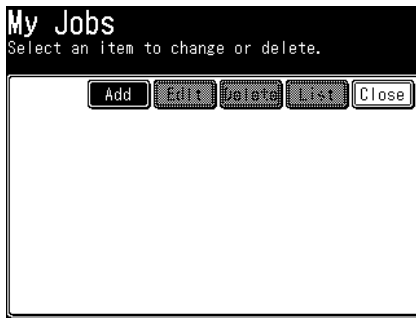 My Jobs
Select an item to change or delete.
Add Edit Delete List Close